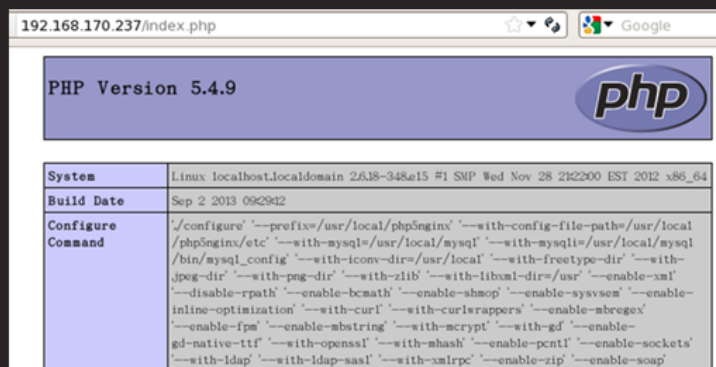 192.168.170.237/index.php
Google
PHP Version 5.4.9
php
System
Linux localhost.localdomain 2.6.18-348.el5 #1 SMP Wed Nov 28 21:22:00 EST 2012 x86_64
Build Date
Sep 2 2013 09:29:12
Configure
Command
'./configure' '--prefix=/usr/local/php5nginx' '--with-config-file-path=/usr/local
/php5nginx/etc' '--with-mysql=/usr/local/mysql' '--with-mysqli=/usr/local/mysql
/bin/mysql_config' '--with-iconv-dir=/usr/local' '--with-freetype-dir' '--with-
jpeg-dir' '--with-png-dir' '--with-zlib' '--with-libxml-dir=/usr' '--enable-xml'
'--disable-rpath' '--enable-bcmath' '--enable-shmop' '--enable-sysvsem' '--enable-
inline-optimization' '--with-curl' '--with-curlwrappers' '--enable-mbregex'
'--enable-fpm' '--enable-mbstring' '--with-mcrypt' '--with-gd' '--enable-
gd-native-ttf' '--with-openssl' '--with-mhash' '--enable-pcntl' '--enable-sockets'
'--with-ldap' '--with-ldap-sasl' '--with-xmlrpc' '--enable-zip' '--enable-soap'